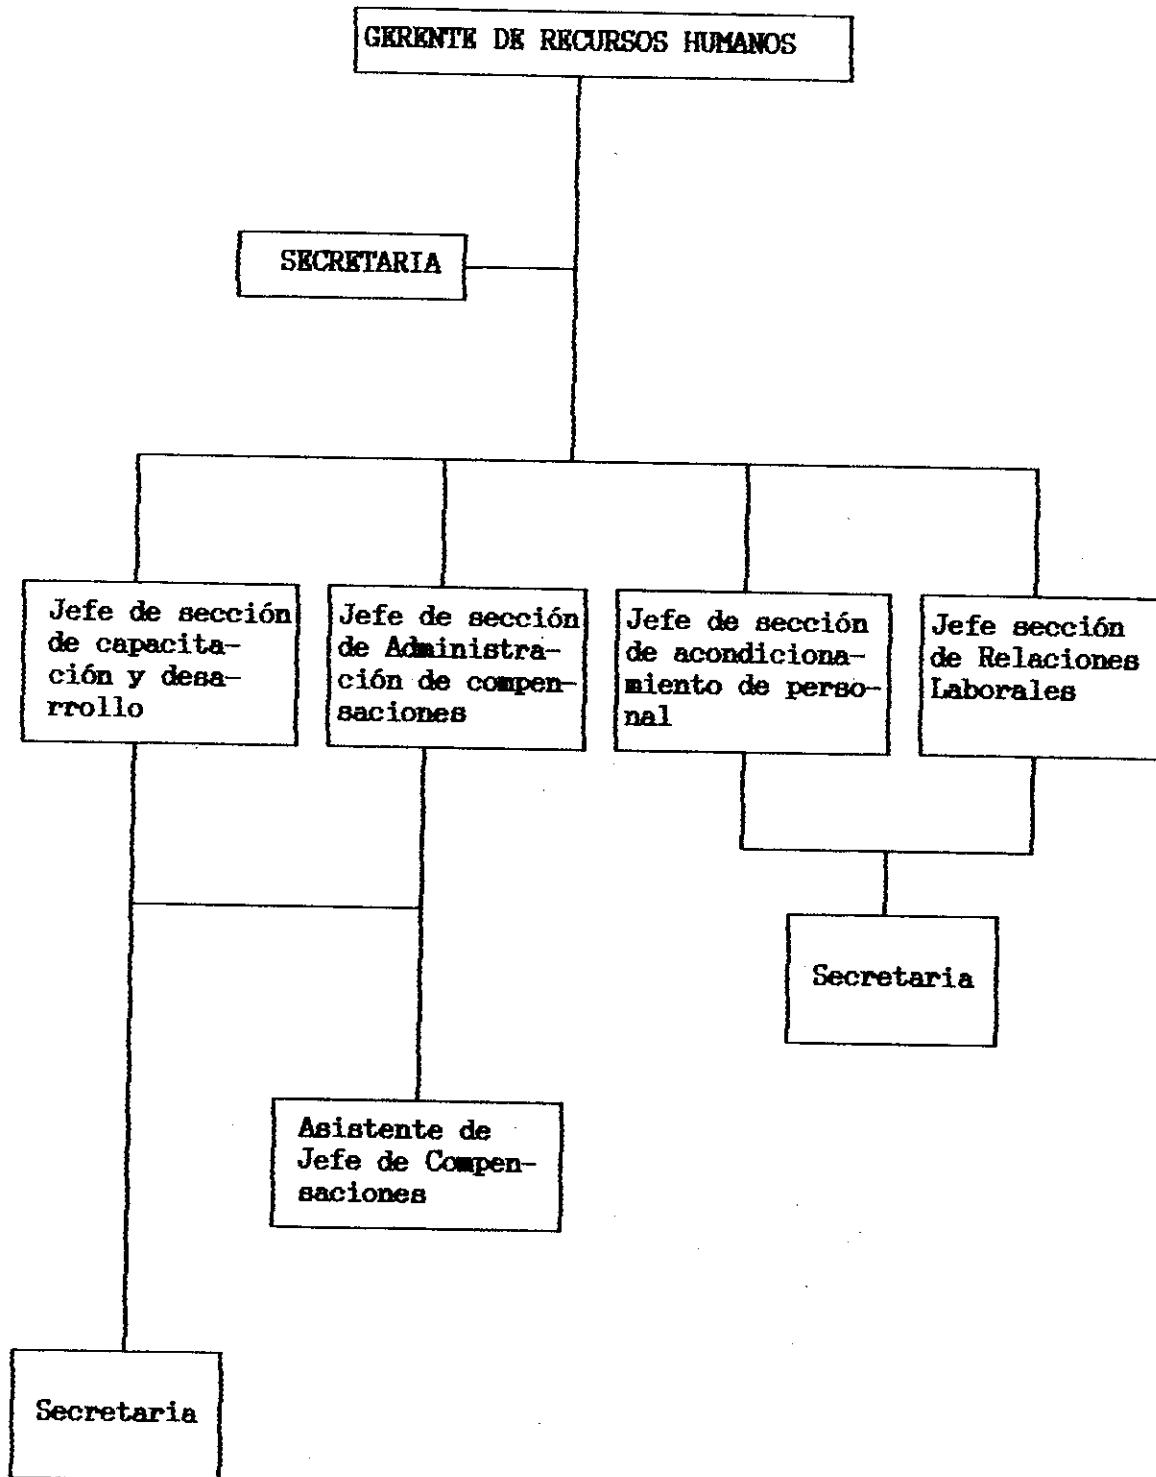 GERENTE DE RECURSOS HUMANOS
SECRETARIA
Jefe de sección
de capacita-
ción y desa-
rrollo
Jefe de sección
de Administra-
ción de compen-
saciones
Jefe de sección
de acondiciona-
miento de perso-
nal
Jefe sección
de Relaciones
Laborales
Secretaria
Asistente de
Jefe de Compen-
saciones
Secretaria